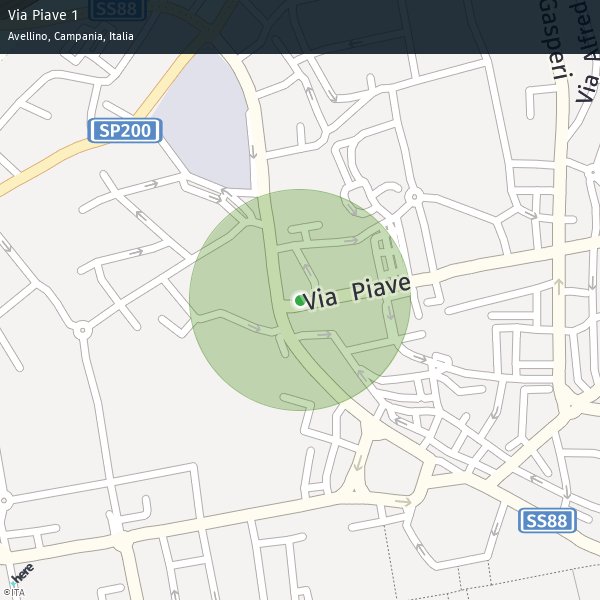 Via Piave 1
Avellino, Campania, Italia
SS88
Gasperi
Via Alfred
SP200
Via Piave
SS88
here
©ITA